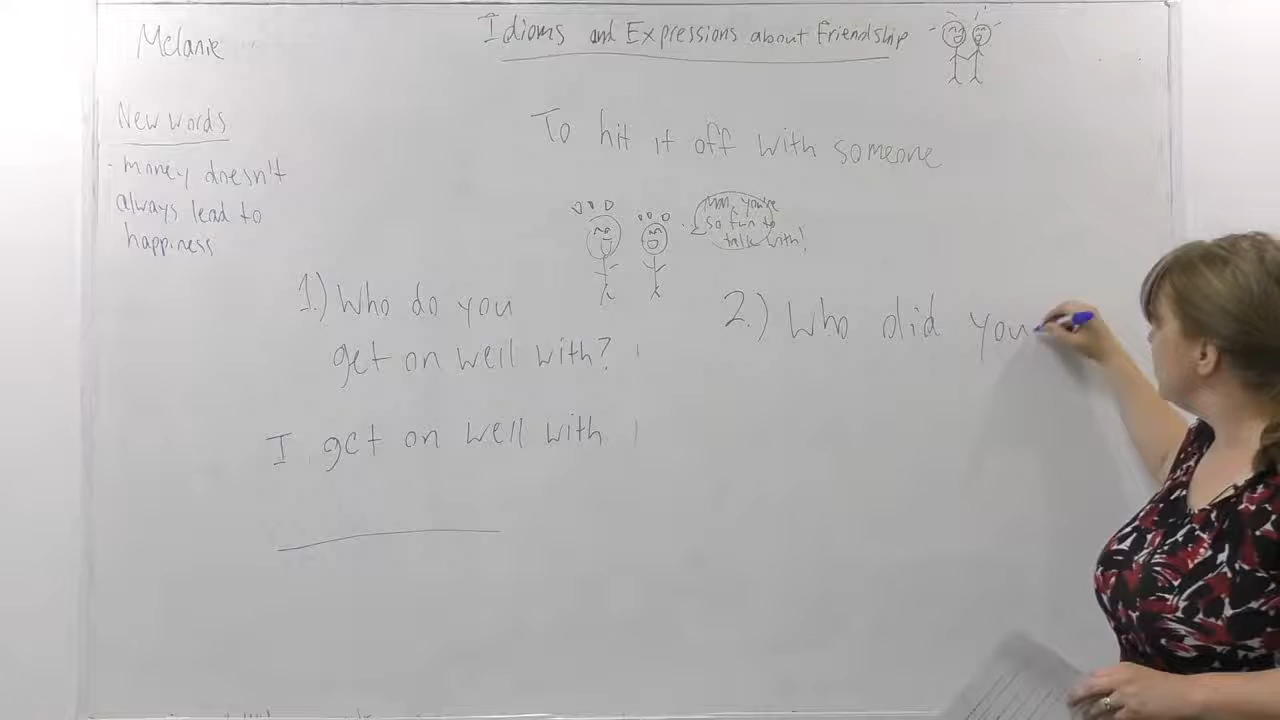 Melanie
Idioms and Expressions about Friendship
New words
- money doesn't
always lead to
happiness
To hit it off with someone
you're
so fun to
talk with!
1.) Who do you
get on well with?
I get on well with
2.) Who did you